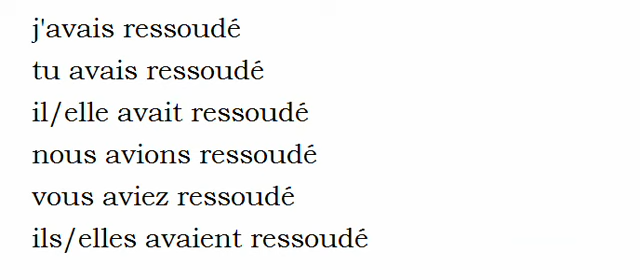 j'avais ressoudé
tu avais ressoudé
il/elle avait ressoudé
nous avions ressoudé
vous aviez ressoudé
ils/elles avaient ressoudé